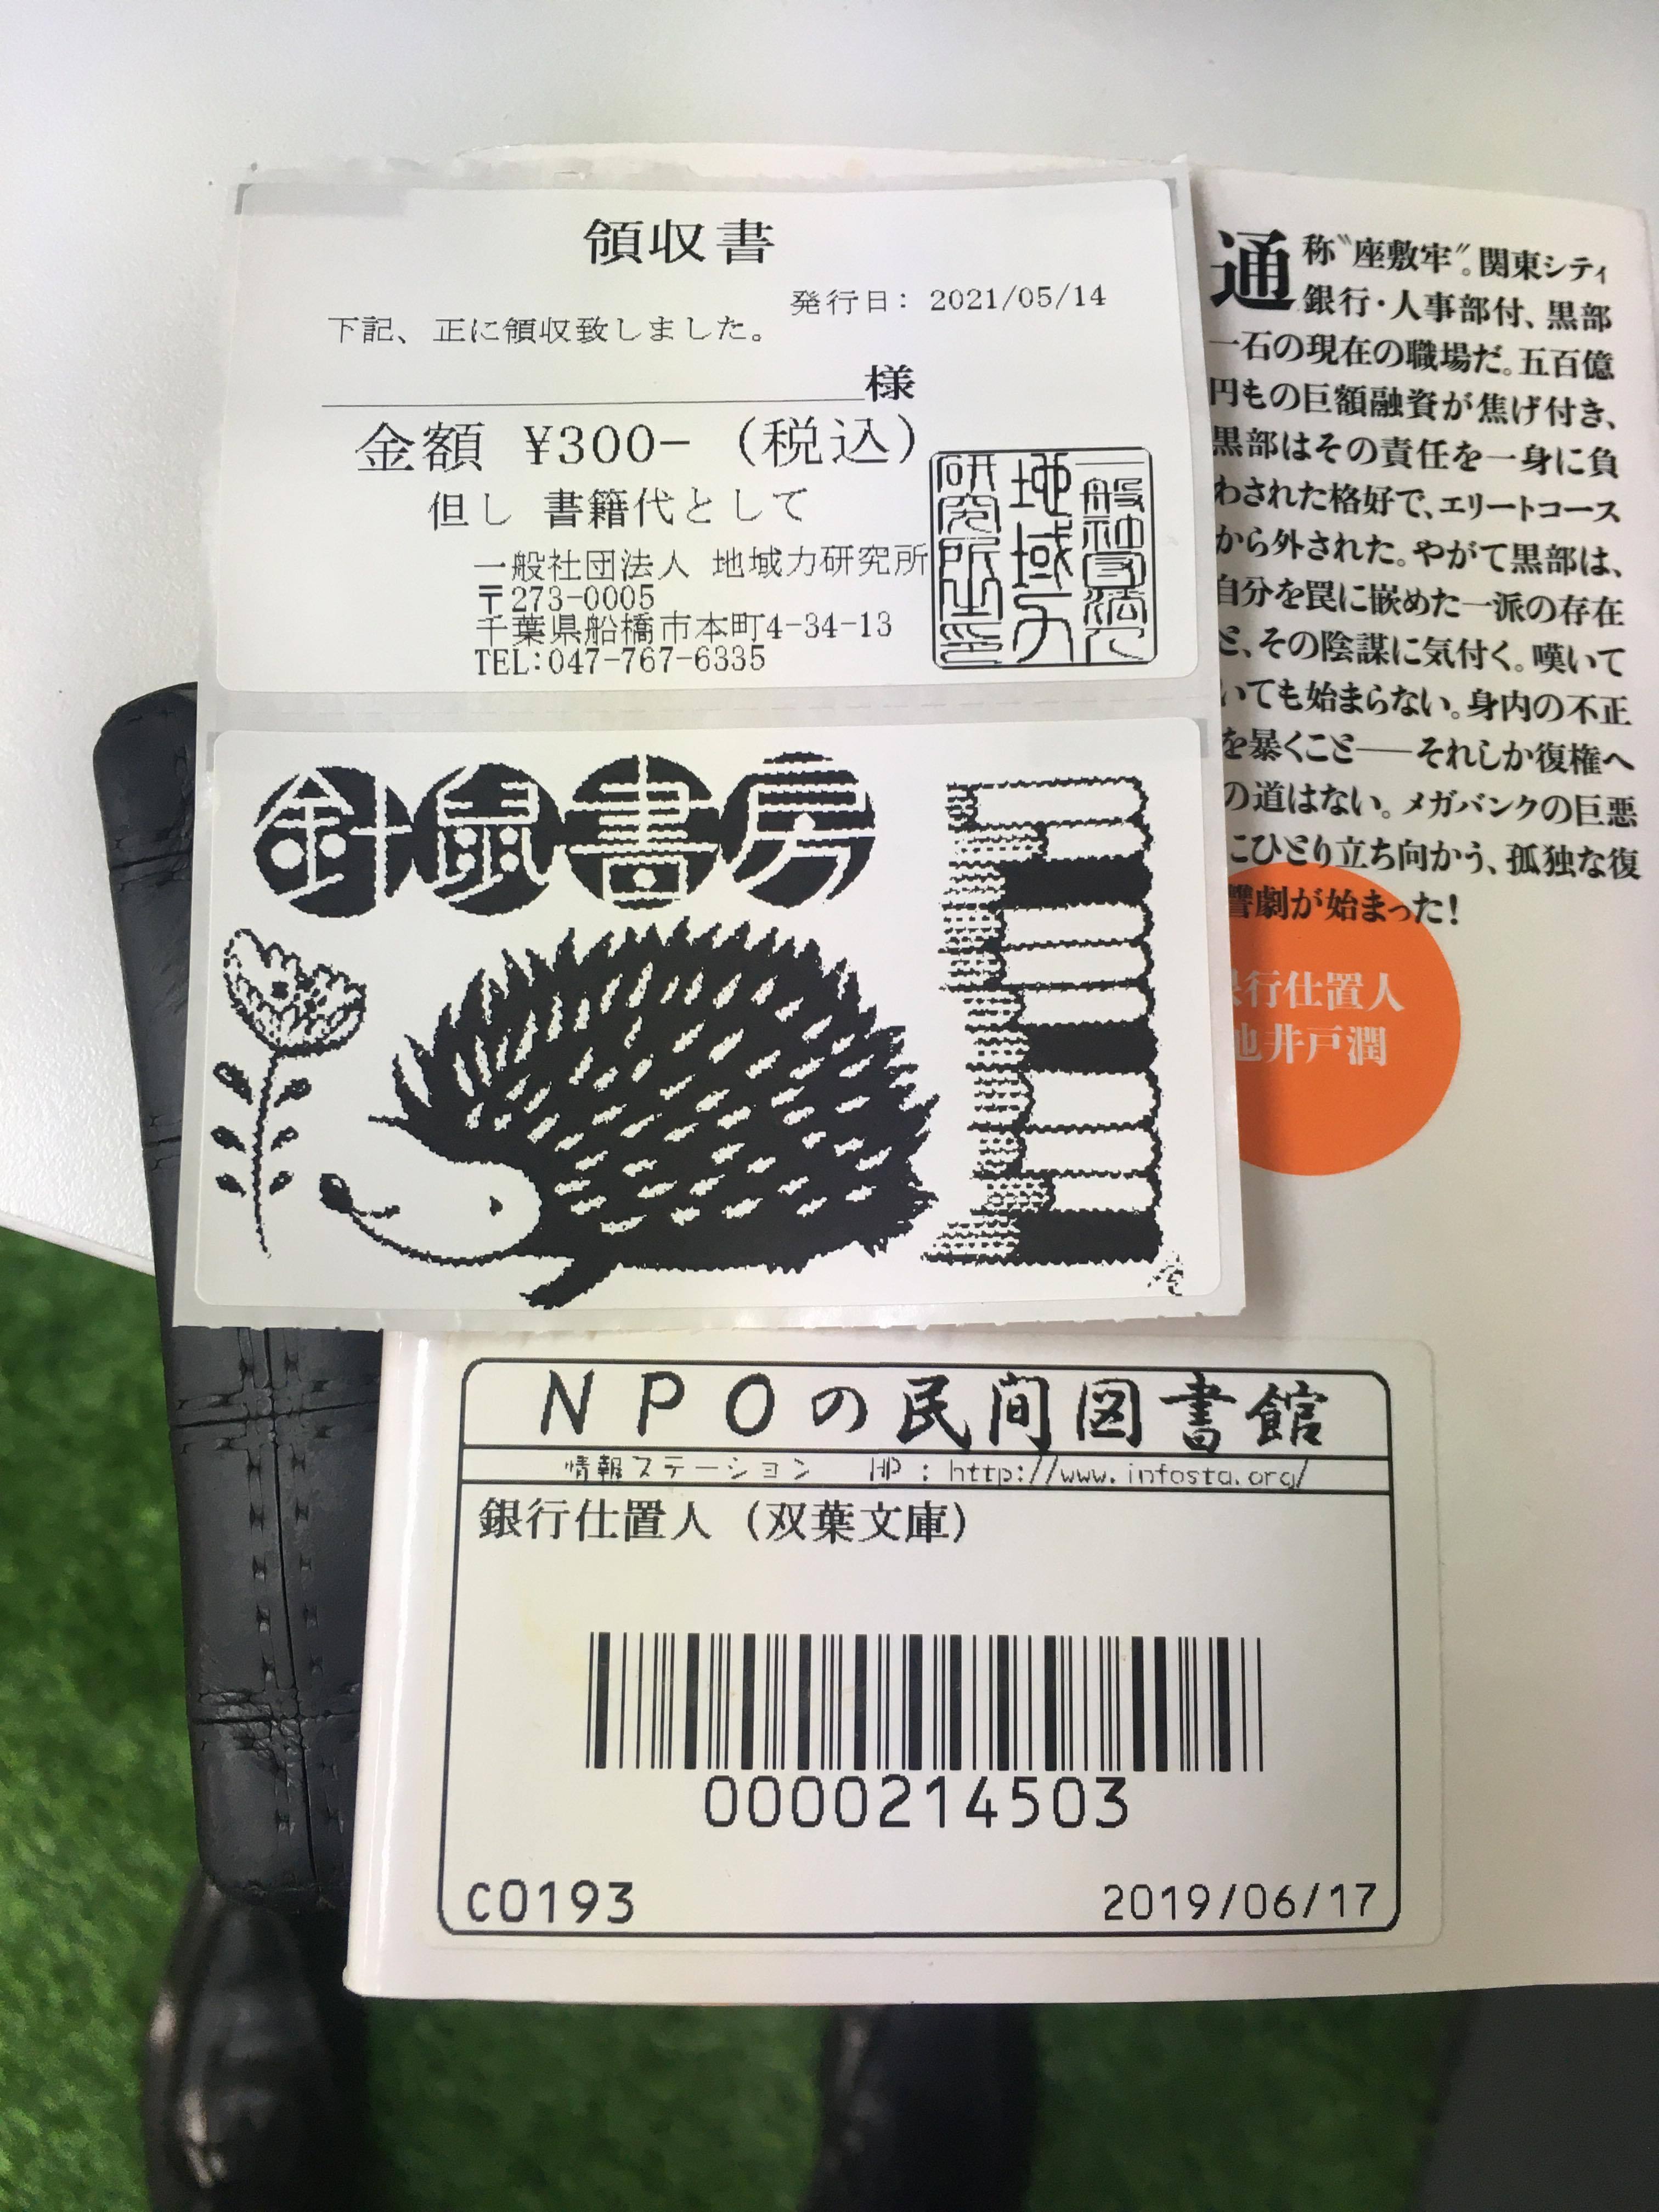 領収書
発行日: 2021/05/14
下記、正に領収致しました。
様
金額 ¥300-（税込）
但し 書籍代として
一般社団法人 地域力研究所
〒273-0005
千葉県船橋市本町4-34-13
TEL:047-767-6335
一般社団法人
地域力
研究所之印
針鼠書房
通称〝座敷牢〟。関東シティ
銀行・人事部付、黒部
一石の現在の職場だ。五百億
円もの巨額融資が焦げ付き、
黒部はその責任を一身に負
わされた格好で、エリートコース
から外された。やがて黒部は、
自分を罠に嵌めた一派の存在
と、その陰謀に気付く。嘆いて
いても始まらない。身内の不正
を暴くこと――それしか復権へ
の道はない。メガバンクの巨悪
にひとり立ち向かう、孤独な復
讐劇が始まった!
銀行仕置人
池井戸潤
NPOの民間図書館
情報ステーション HP：http://www.infosta.org/
銀行仕置人（双葉文庫）
0000214503
C0193
2019/06/17